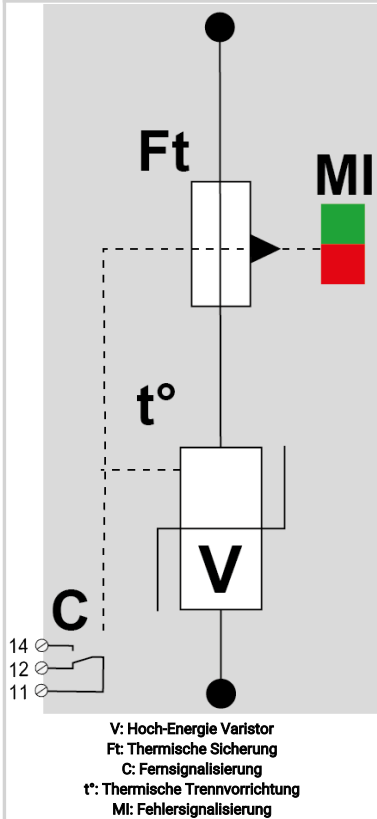 Ft
MI
t°
V
C
14
12
11
V: Hoch-Energie Varistor
Ft: Thermische Sicherung
C: Fernsignalisierung
t°: Thermische Trennvorrichtung
MI: Fehlersignalisierung